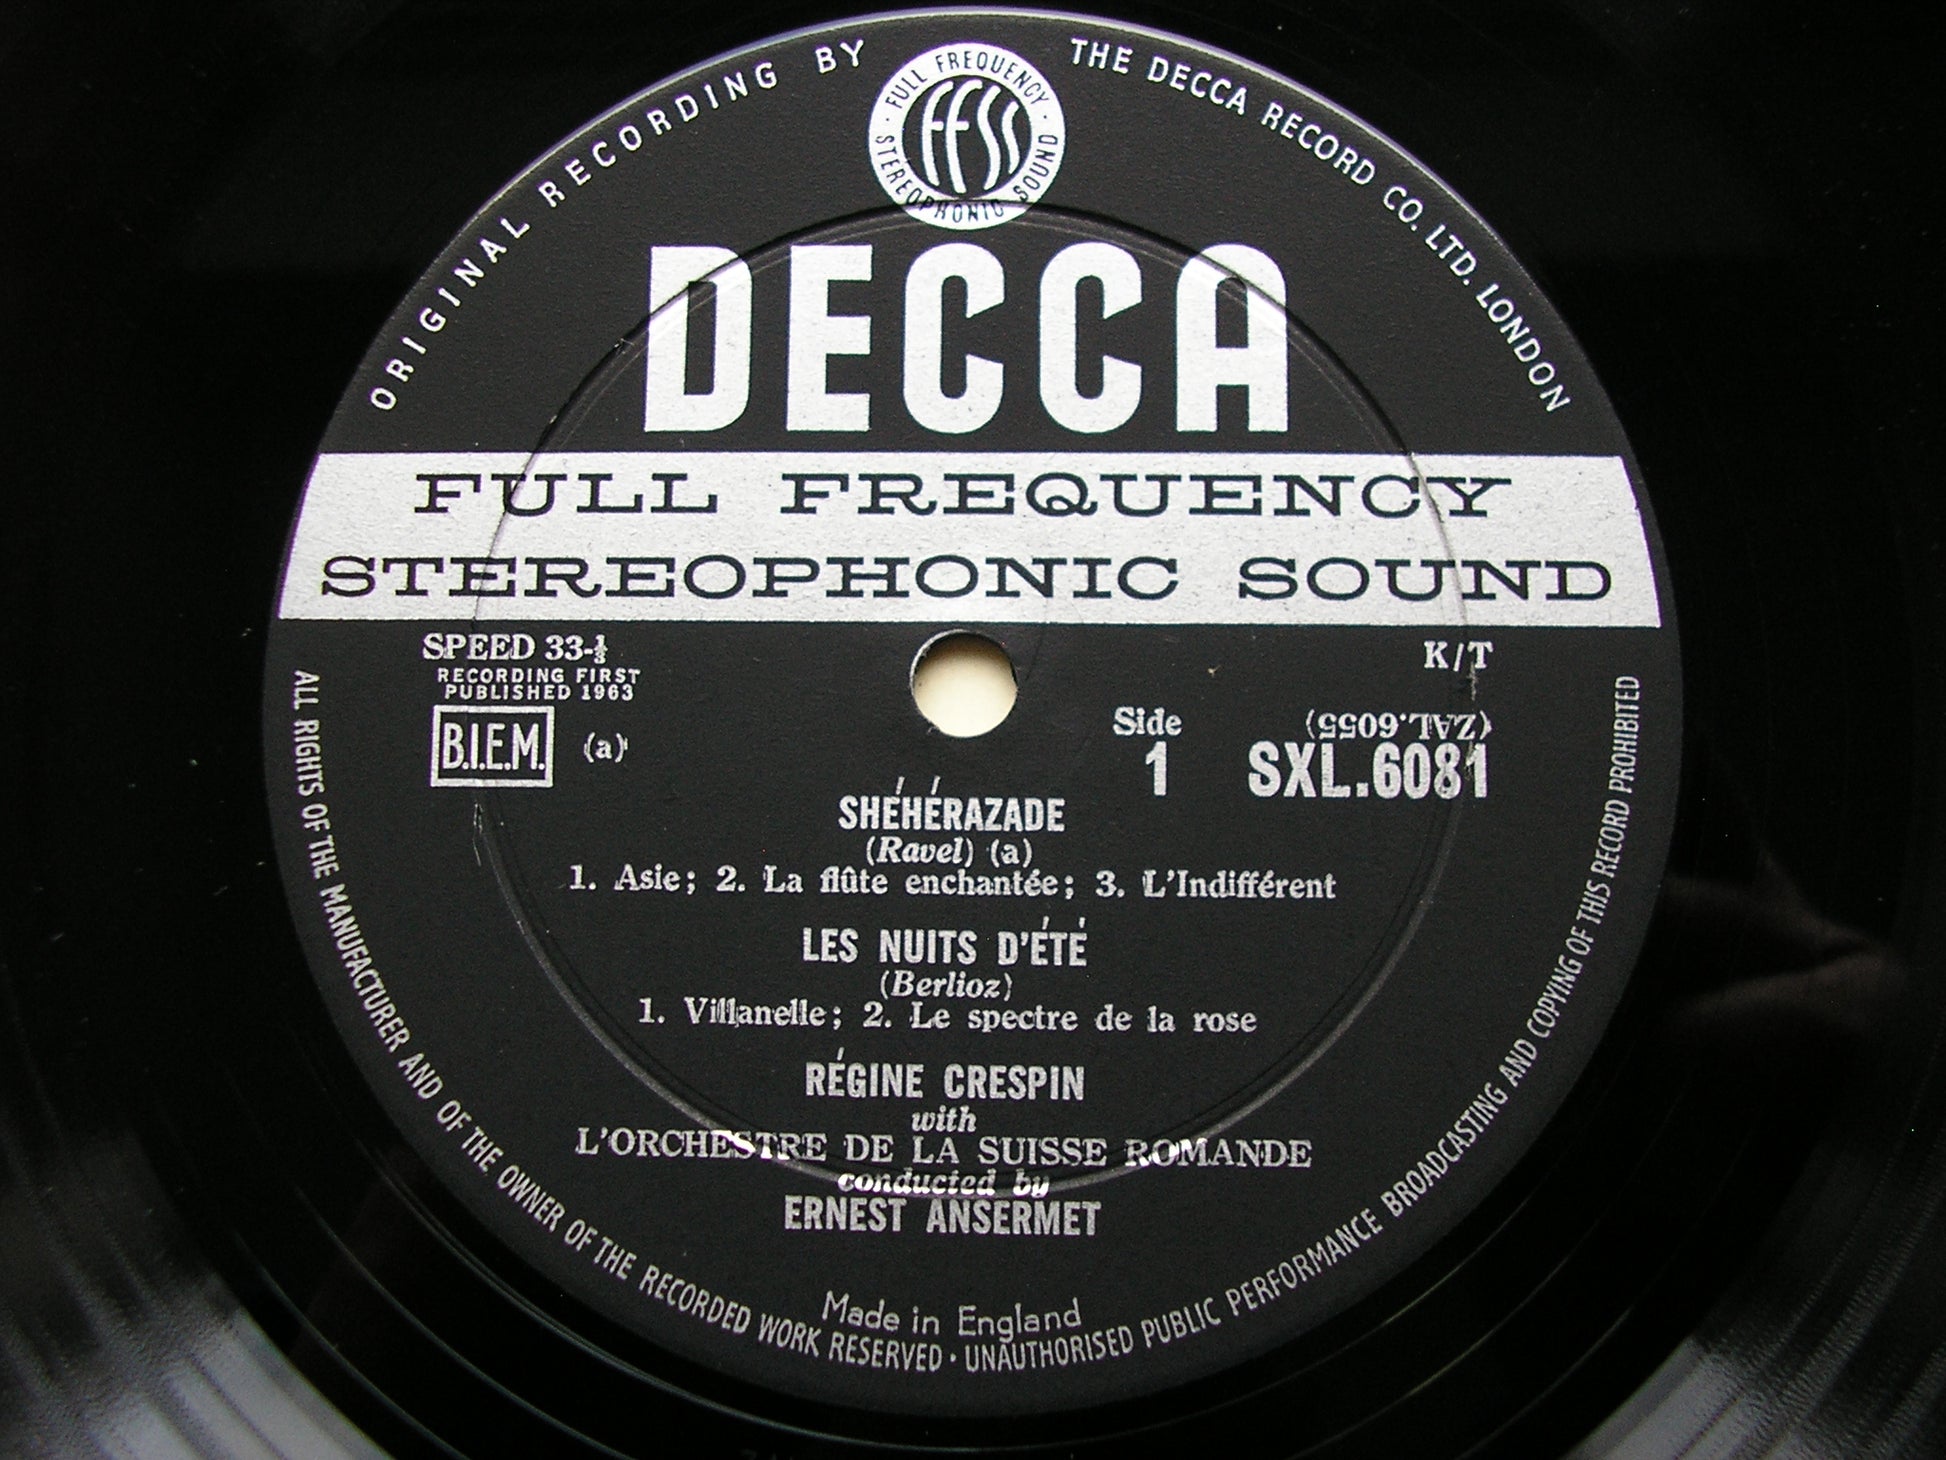 ORIGINAL RECORDING BY THE DECCA RECORD CO. LTD. LONDON
FULL FREQUENCY
STEREOPHONIC SOUND
FFSS
DECCA
FULL FREQUENCY
STEREOPHONIC SOUND
SPEED 33-⅓
RECORDING FIRST
PUBLISHED 1963
B.I.E.M. (a)
K/T
(ZAL.6055)
Side
1
SXL.6081
SHÉHÉRAZADE
(Ravel) (a)
1. Asie; 2. La flûte enchantée; 3. L'Indifférent
LES NUITS D'ÉTÉ
(Berlioz)
1. Villanelle; 2. Le spectre de la rose
RÉGINE CRESPIN
with
L'ORCHESTRE DE LA SUISSE ROMANDE
conducted by
ERNEST ANSERMET
Made in England
ALL RIGHTS OF THE MANUFACTURER AND OF THE OWNER OF THE RECORDED WORK RESERVED · UNAUTHORISED PUBLIC PERFORMANCE BROADCASTING AND COPYING OF THIS RECORD PROHIBITED